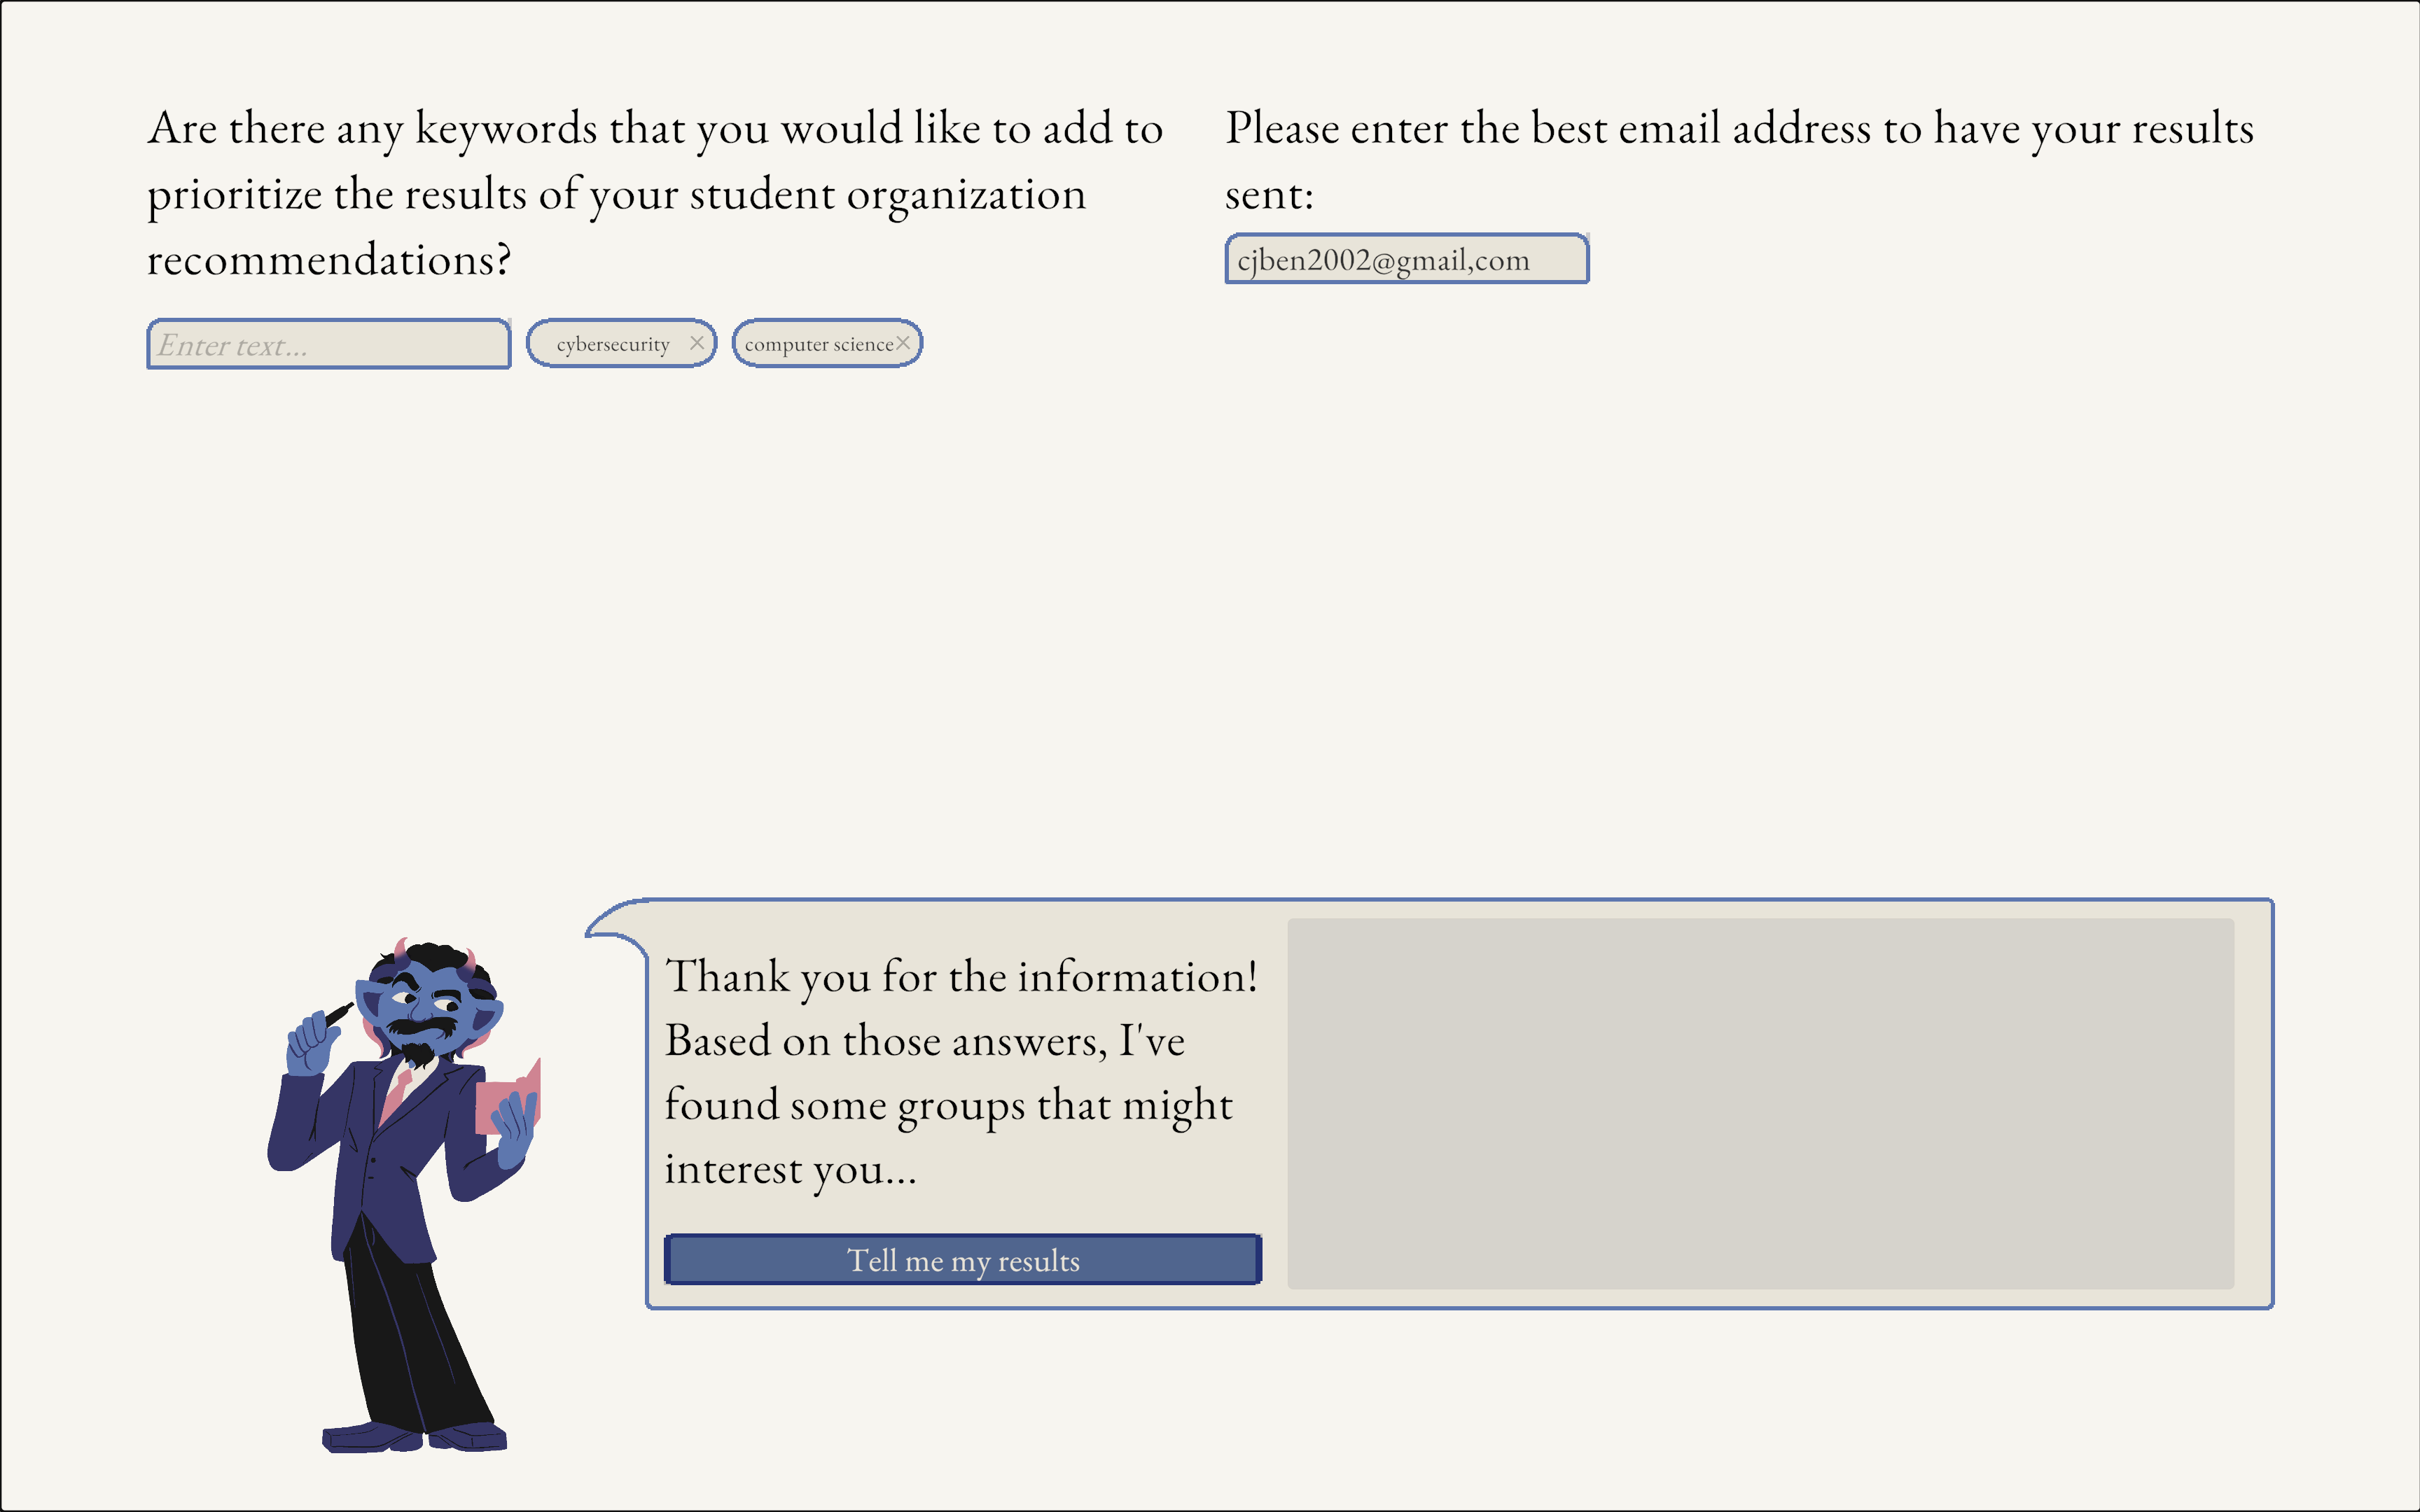 Are there any keywords that you would like to add to
prioritize the results of your student organization
recommendations?
Enter text...
cybersecurity
computer science
Please enter the best email address to have your results
sent:
cjben2002@gmail,com
Thank you for the information!
Based on those answers, I've
found some groups that might
interest you...
Tell me my results